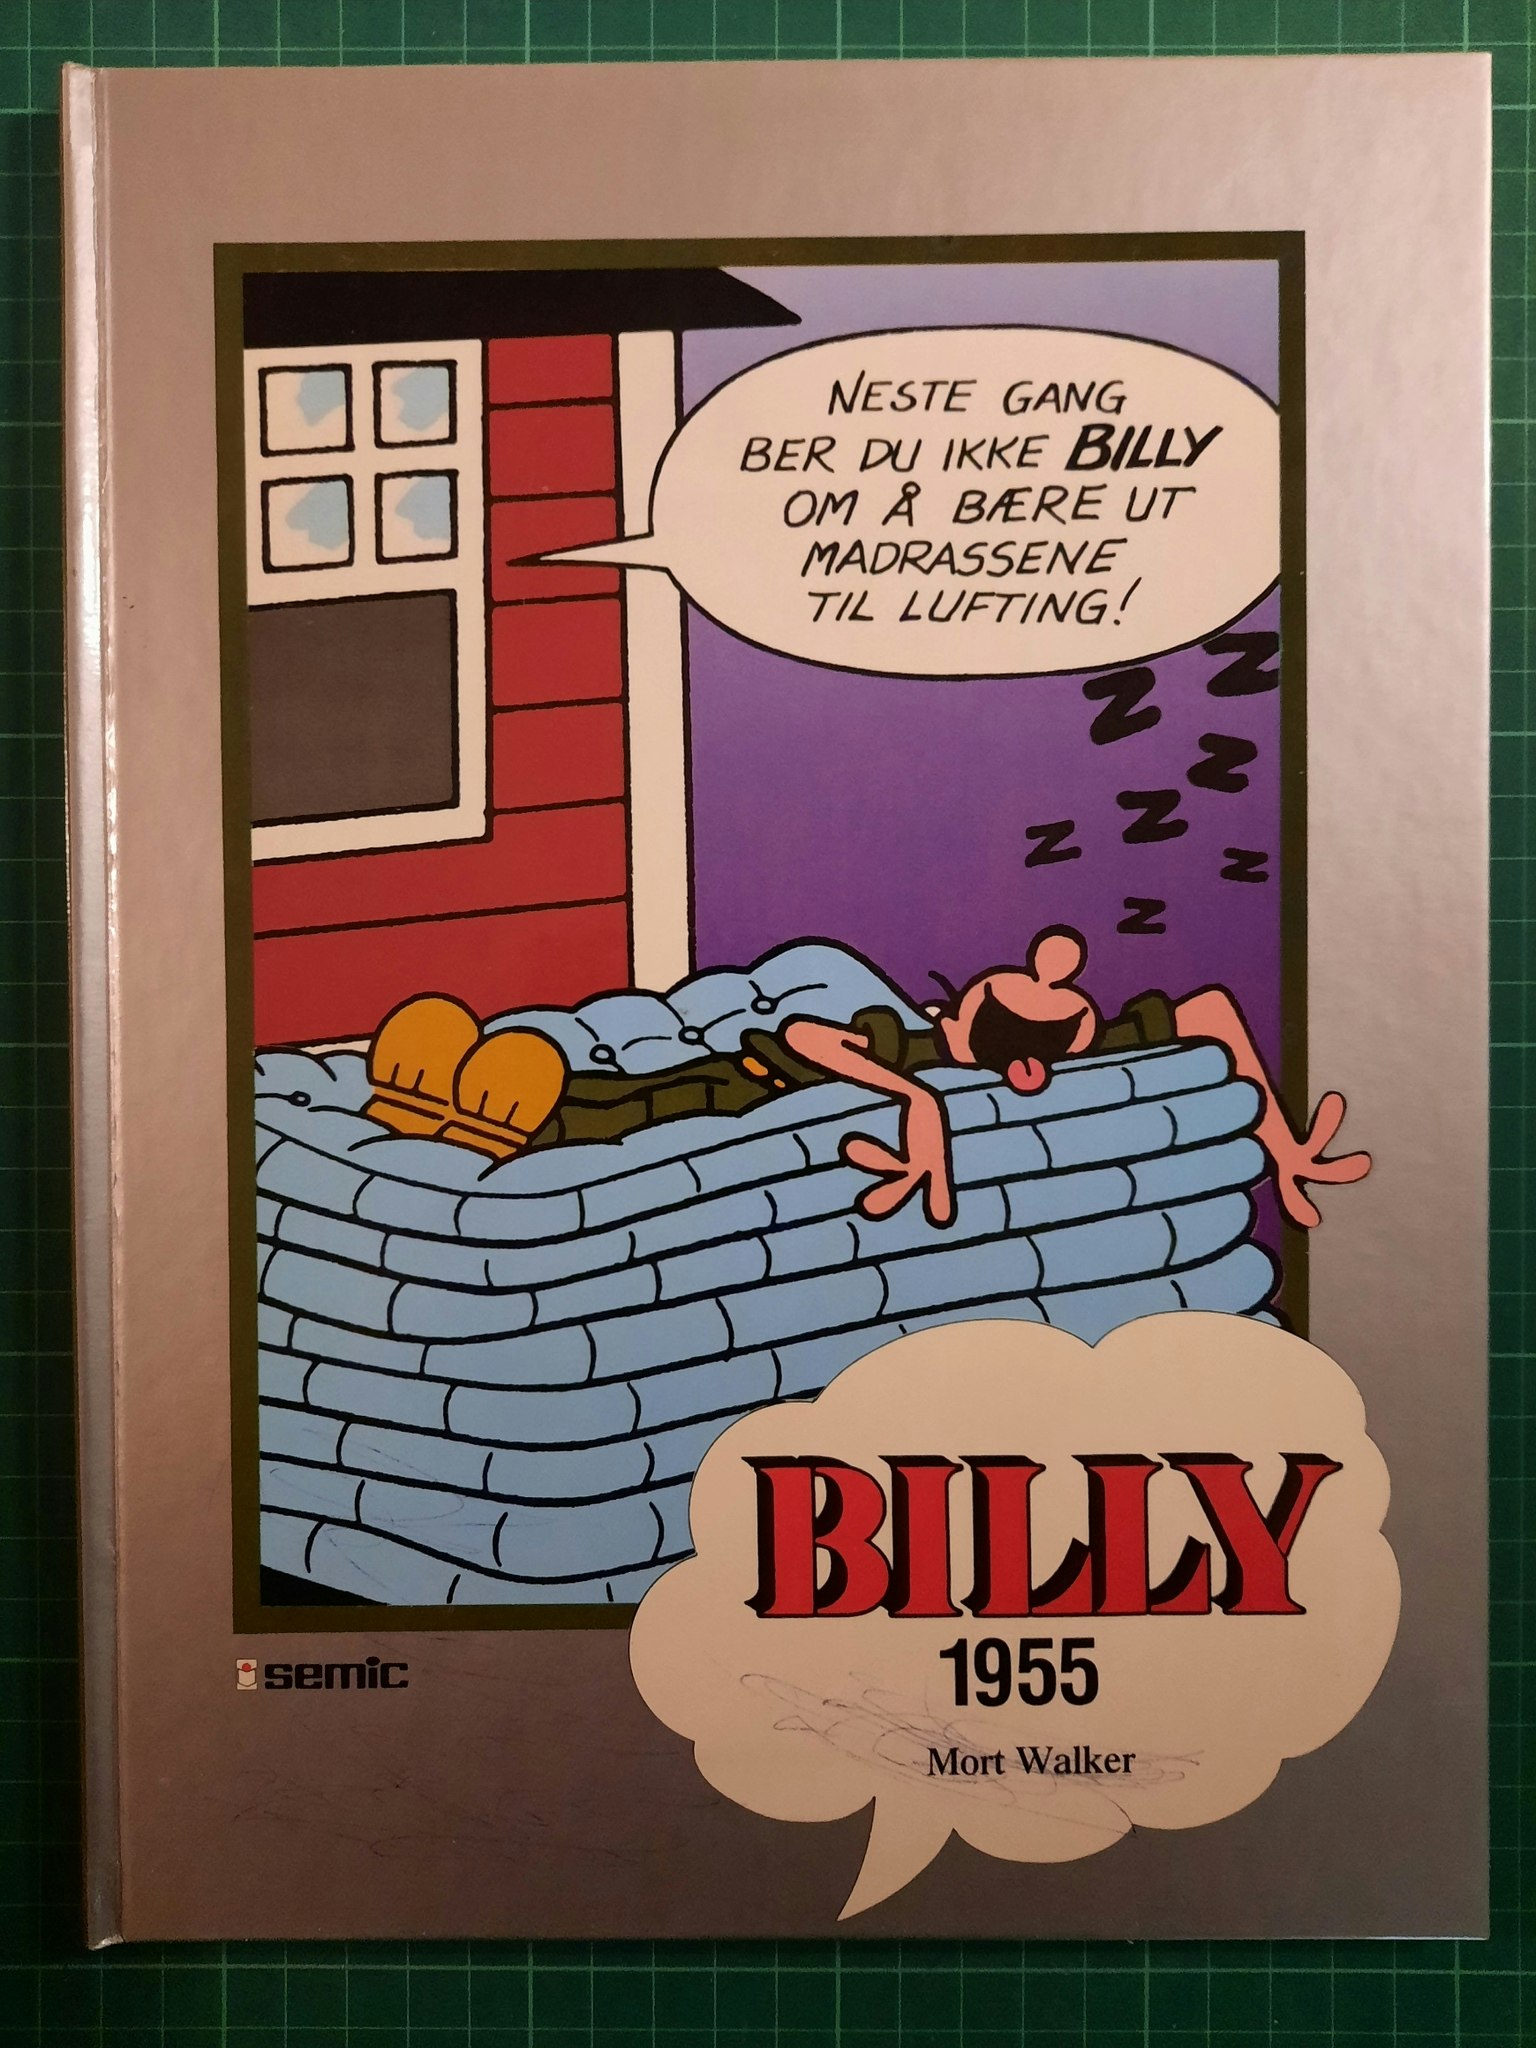 NESTE GANG
BER DU IKKE BILLY
OM Å BÆRE UT
MADRASSENE
TIL LUFTING!
Z
Z
Z
Z
Z
Z
Z
BILLY
1955
Mort Walker
semic